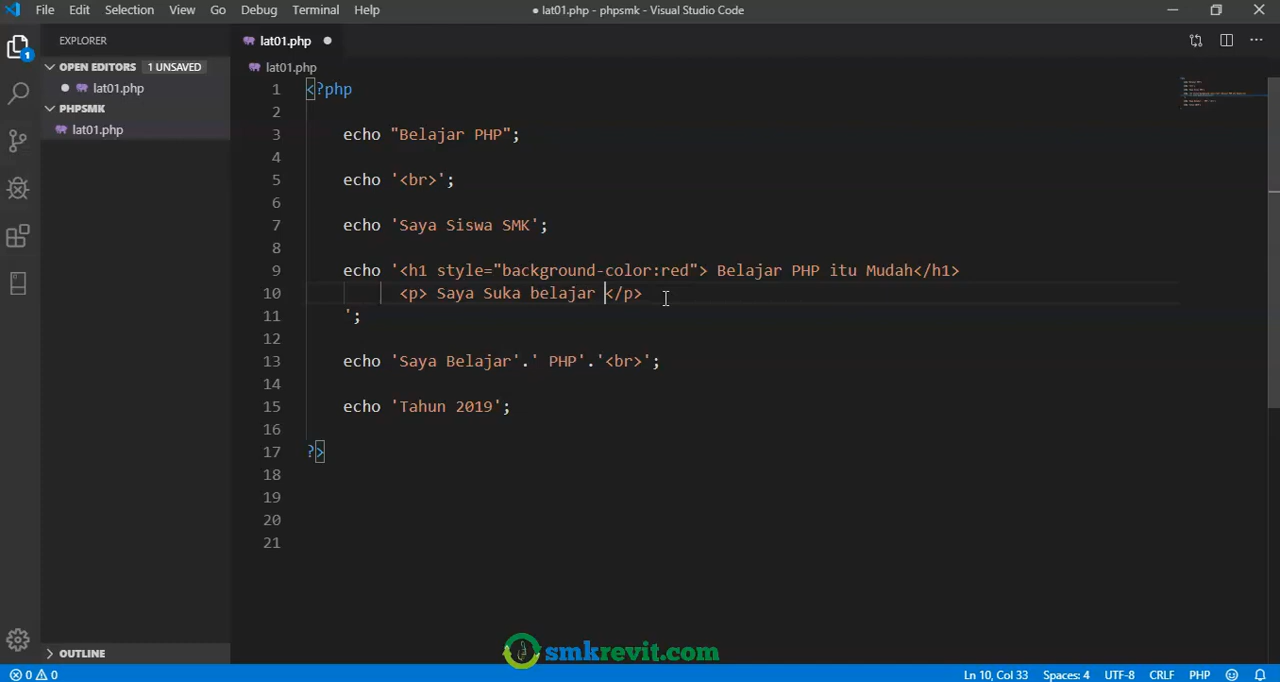 File Edit Selection View Go Debug Terminal Help
● lat01.php - phpsmk - Visual Studio Code
EXPLORER
OPEN EDITORS 1 UNSAVED
lat01.php
PHPSMK
lat01.php
OUTLINE
1
lat01.php
lat01.php
1 <?php
2
3 echo "Belajar PHP";
4
5 echo '<br>';
6
7 echo 'Saya Siswa SMK';
8
9 echo '<h1 style="background-color:red"> Belajar PHP itu Mudah</h1>
10 <p> Saya Suka belajar </p>
11 ';
12
13 echo 'Saya Belajar'.' PHP'.'<br>';
14
15 echo 'Tahun 2019';
16
17 ?>
18
19
20
21
smkrevit.com
0 0
Ln 10, Col 33 Spaces: 4 UTF-8 CRLF PHP